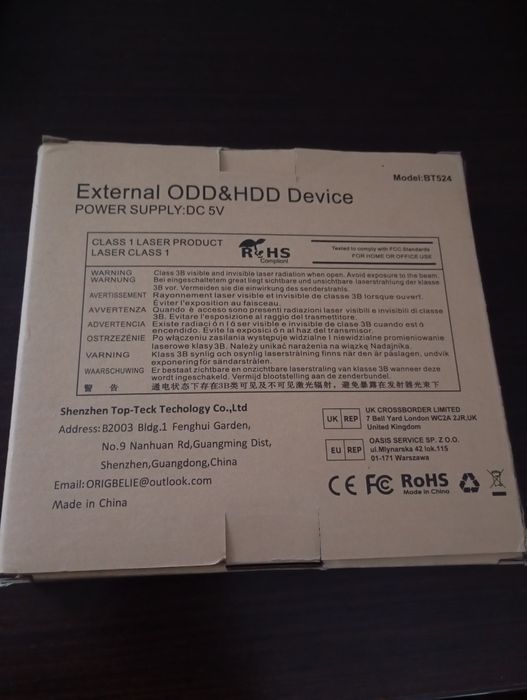 Model:BT524
External ODD&HDD Device
POWER SUPPLY:DC 5V
CLASS 1 LASER PRODUCT
LASER CLASS 1
RoHS
Compliant
Tested to comply with FCC Standards
FOR HOME OR OFFICE USE
WARNING Class 3B visible and invisible laser radiation when open. Avoid exposure to the beam.
WARNUNG Bei eingeschaltetem great liegt sichtbare und unsichtbare laserstrahlung der klasse
3B vor. Vermeiden sie die einwirkung des senderstrahls.
AVERTISSEMENT Rayonnement laser visible et invisible de classe 3B lorsque ouvert.
Éviter l'exposition au faisceau.
AVVERTENZA Quando è acceso sono presenti radiazioni laser visibili e invisibili di classe
3B. Evitare l'esposizione al raggio del trasmettitore.
ADVERTENCIA Existe radiaci ó n l á ser visible e invisible de clase 3B cuando est á
encendido. Evite la exposici ó n al haz del transmisor.
OSTRZEŻENIE Po włączeniu zasilania występuje widzialne i niewidzialne promieniowanie
laserowe klasy 3B. Należy unikać narażenia na wiązkę Nadajnika.
VARNING Klass 3B synlig och osynlig laserstrålning finns när den är påslagen, undvik
exponering för sändarstrålen.
WAARSCHUWING Er bestaat zichtbare en onzichtbare laserstraling van klasse 3B wanneer deze
wordt ingeschakeld. Vermijd blootstelling aan de zenderbundel.
警 告 通电状态下存在3B类可见及不可见激光辐射，避免暴露在发射器光束下
Shenzhen Top-Teck Techology Co.,Ltd
Address: B2003 Bldg.1 Fenghui Garden,
No.9 Nanhuan Rd,Guangming Dist,
Shenzhen,Guangdong,China
Email: ORIGBELIE@outlook.com
Made in China
UK REP
UK CROSSBORDER LIMITED
7 Bell Yard London WC2A 2JR,UK
United Kingdom
EU REP
OASIS SERVICE SP. Z O.O.
ul.Mlynarska 42 lok.115
01-171 Warszawa
CE FC RoHS
Made in China